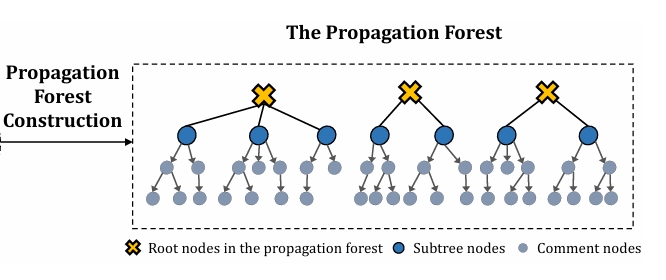 The Propagation Forest
Propagation
Forest
Construction
Root nodes in the propagation forest
Subtree nodes
Comment nodes